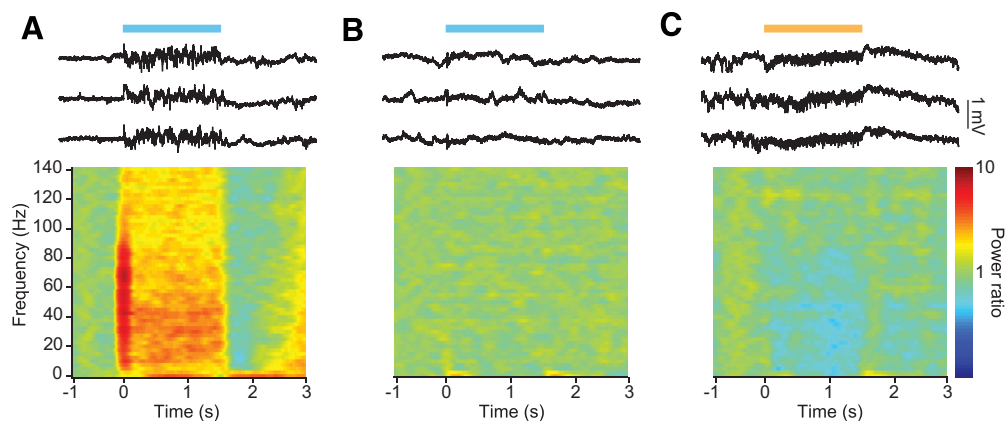 A
B
C
1 mV
140
120
100
80
60
40
20
0
Frequency (Hz)
-1 0 1 2 3
Time (s)
-1 0 1 2 3
Time (s)
-1 0 1 2 3
Time (s)
10
1
Power ratio